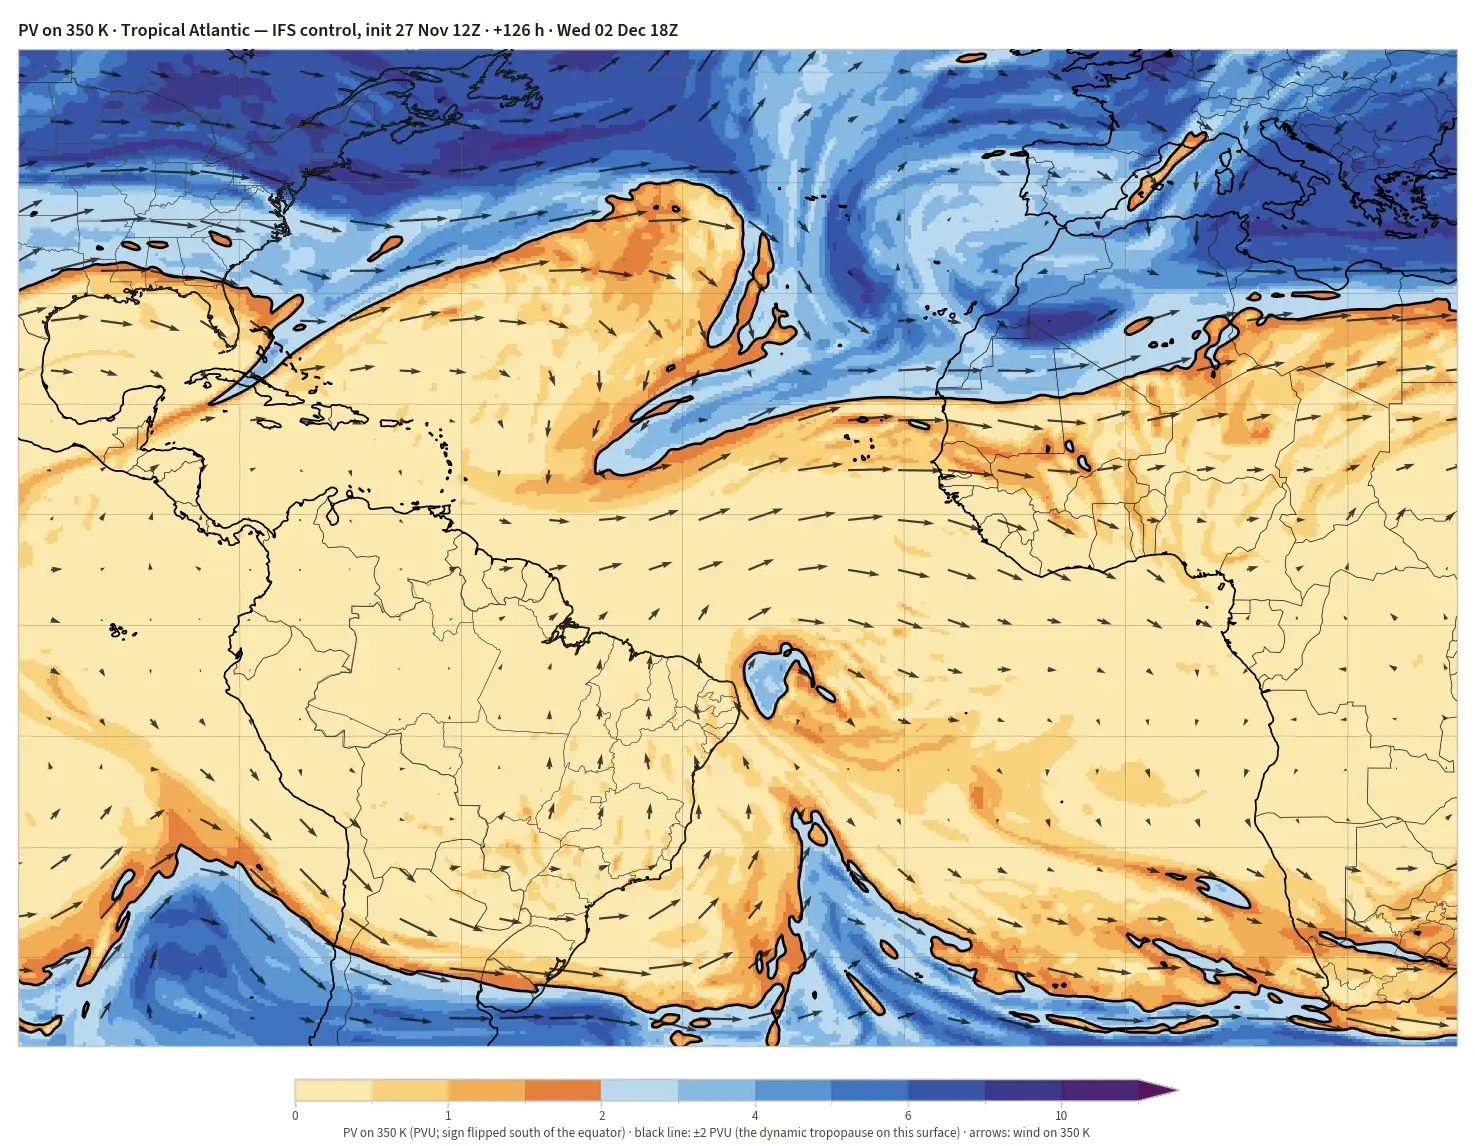 PV on 350 K · Tropical Atlantic — IFS control, init 27 Nov 12Z · +126 h · Wed 02 Dec 18Z
0 1 2 4 6 10
PV on 350 K (PVU; sign flipped south of the equator) · black line: ±2 PVU (the dynamic tropopause on this surface) · arrows: wind on 350 K